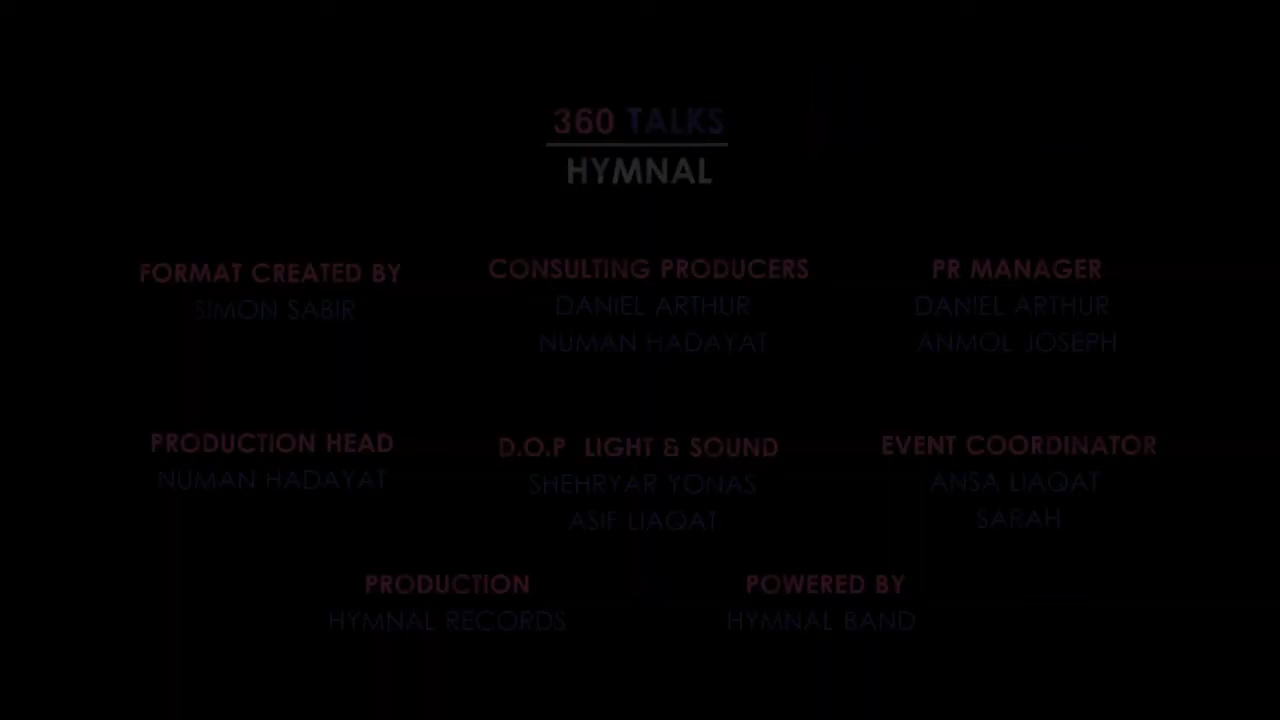 360 TALKS
HYMNAL
FORMAT CREATED BY
SIMON SABIR
CONSULTING PRODUCERS
DANIEL ARTHUR
NUMAN HADAYAT
PR MANAGER
DANIEL ARTHUR
ANMOL JOSEPH
PRODUCTION HEAD
NUMAN HADAYAT
D.O.P LIGHT & SOUND
SHEHRYAR YONAS
ASIF LIAQAT
EVENT COORDINATOR
ANSA LIAQAT
SARAH
PRODUCTION
HYMNAL RECORDS
POWERED BY
HYMNAL BAND